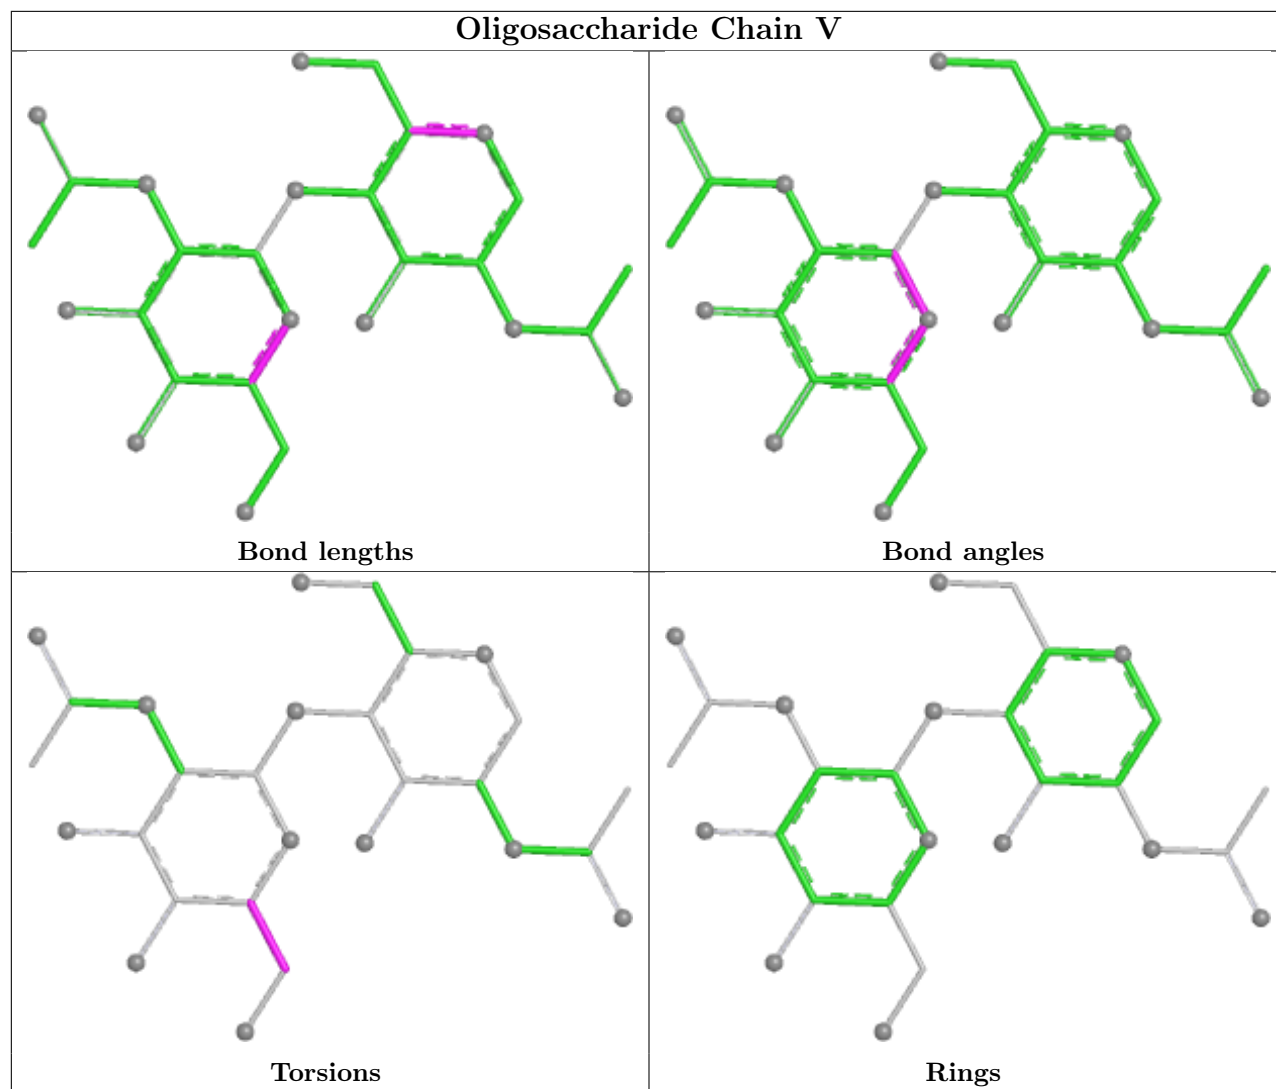 Oligosaccharide Chain V
Bond lengths
Bond angles
Torsions
Rings